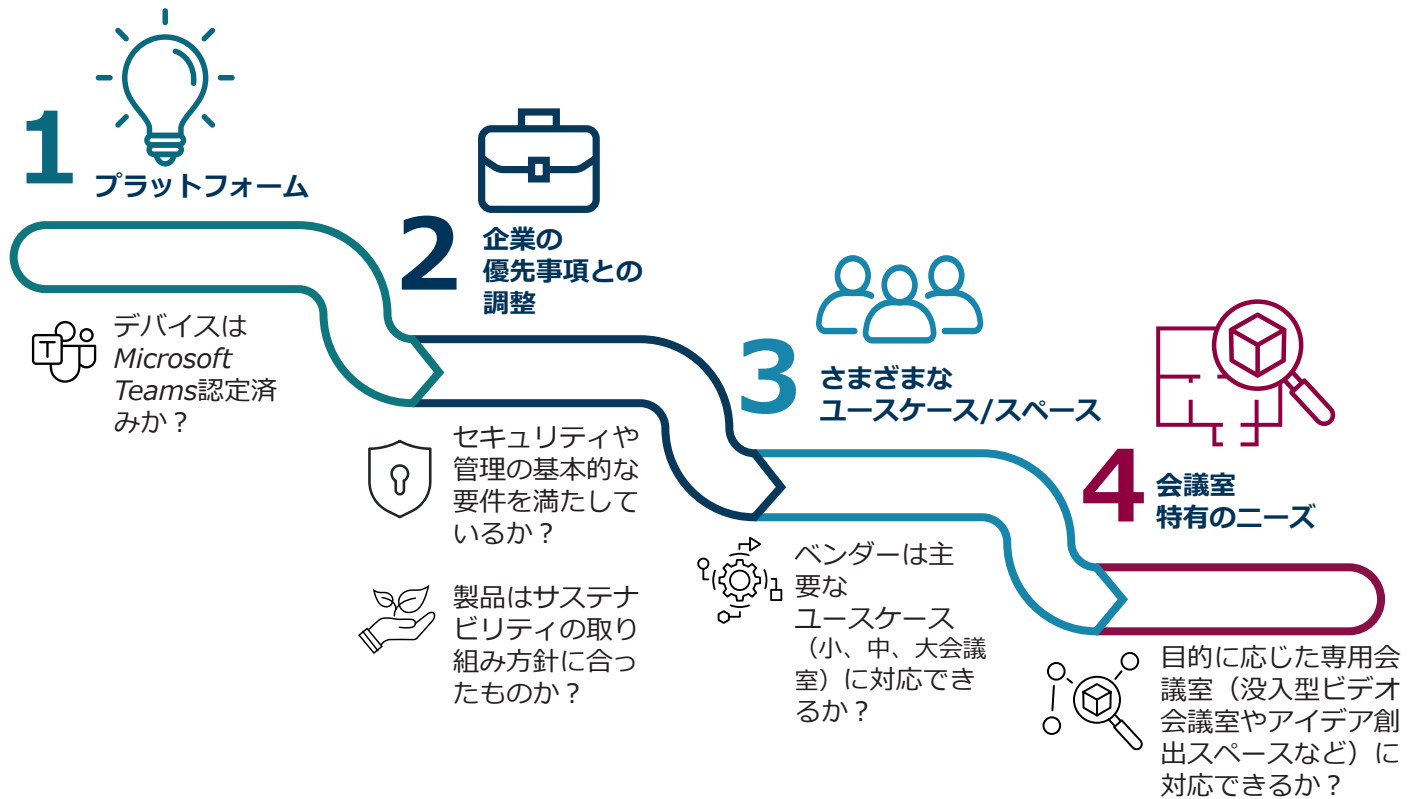 1
プラットフォーム
デバイスは
Microsoft
Teams認定済
みか？
2
企業の
優先事項との
調整
セキュリティや
管理の基本的な
要件を満たして
いるか？
製品はサステナ
ビリティの取り
組み方針に合っ
たものか？
3
さまざまな
ユースケース/スペース
ベンダーは主
要な
ユースケース
（小、中、大会議
室）に対応でき
るか？
4
会議室
特有のニーズ
目的に応じた専用会
議室（没入型ビデオ
会議室やアイデア創
出スペースなど）に
対応できるか？
T